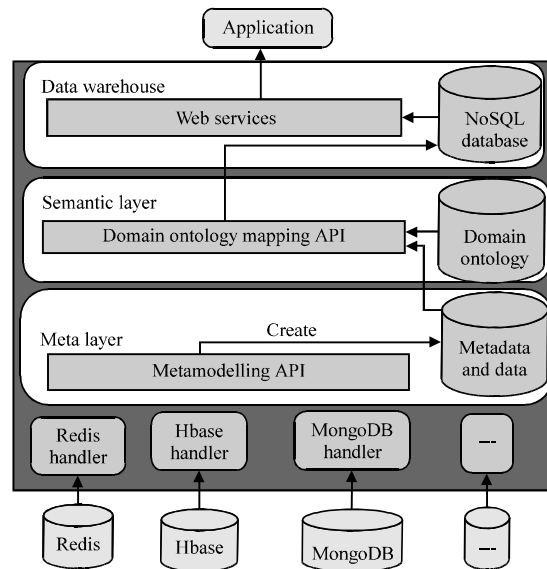 Application
Data warehouse
Web services
NoSQL
database
Semantic layer
Domain ontology mapping API
Domain
ontology
Meta layer
Create
Metamodelling API
Metadata
and data
Redis
handler
Hbase
handler
MongoDB
handler
---
Redis
Hbase
MongoDB
---